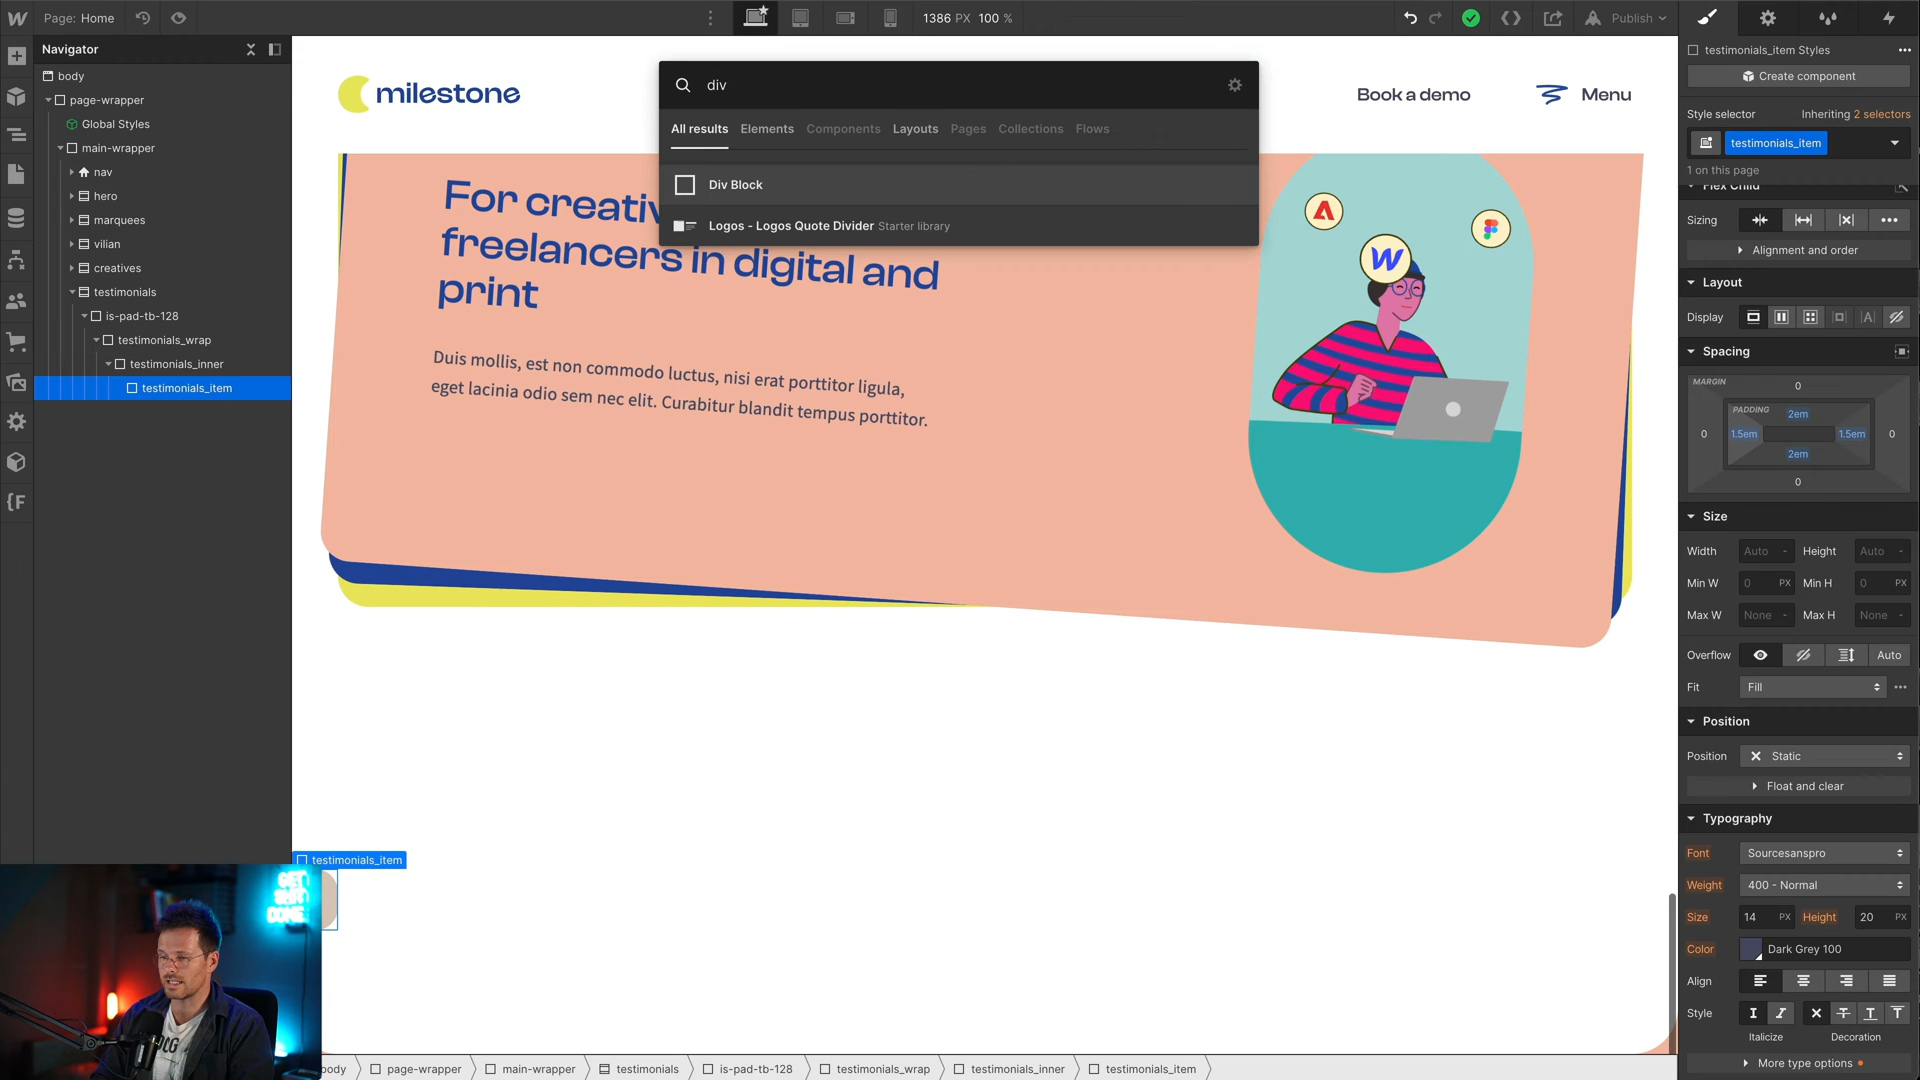 Page: Home
1386 PX 100 %
Publish
Navigator
body
page-wrapper
Global Styles
main-wrapper
nav
hero
marquees
vilian
creatives
testimonials
is-pad-tb-128
testimonials_wrap
testimonials_inner
testimonials_item
milestone
Book a demo
Menu
div
All results Elements Components Layouts Pages Collections Flows
Div Block
Logos - Logos Quote Divider Starter library
For creativ
freelancers in digital and
print
Duis mollis, est non commodo luctus, nisi erat porttitor ligula,
eget lacinia odio sem nec elit. Curabitur blandit tempus porttitor.
testimonials_item
GET
SHIT
DONE.
body page-wrapper main-wrapper testimonials is-pad-tb-128 testimonials_wrap testimonials_inner testimonials_item
testimonials_item Styles
Create component
Style selector Inheriting 2 selectors
testimonials_item
1 on this page
Flex Child
Sizing
Alignment and order
Layout
Display
Spacing
MARGIN 0
PADDING 2em
0 1.5em 1.5em 0
2em
0
Size
Width Auto - Height Auto -
Min W 0 PX Min H 0 PX
Max W None - Max H None -
Overflow Auto
Fit Fill
Position
Position Static
Float and clear
Typography
Font Sourcesanspro
Weight 400 - Normal
Size 14 PX Height 20 PX
Color Dark Grey 100
Align
Style
Italicize Decoration
More type options